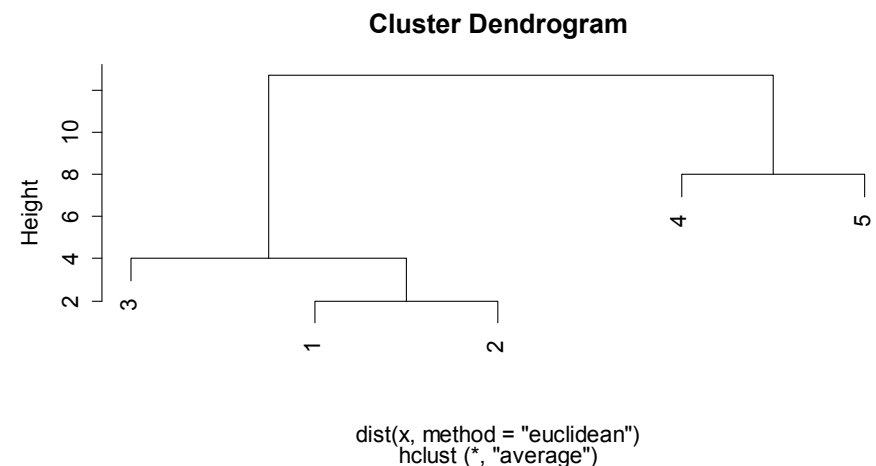 Cluster Dendrogram
Height
10
8
6
4
2
3
1
2
4
5
dist(x, method = "euclidean")
hclust (*, "average")